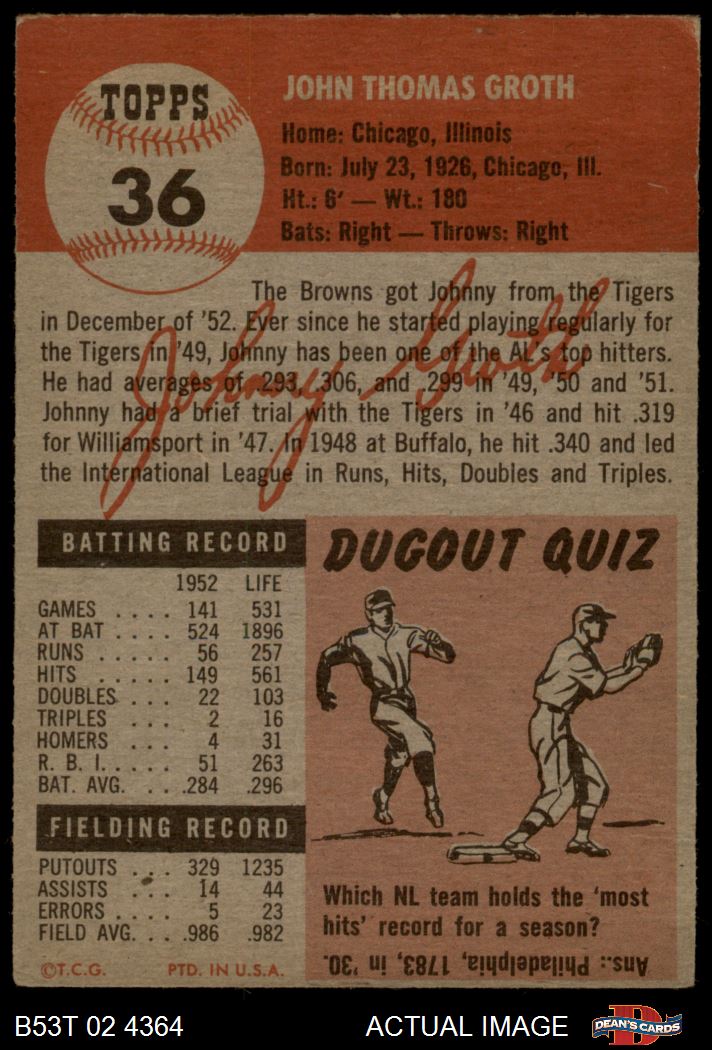 TOPPS
36
JOHN THOMAS GROTH
Home: Chicago, Illinois
Born: July 23, 1926, Chicago, Ill.
Ht.: 6' — Wt.: 180
Bats: Right — Throws: Right
The Browns got Johnny from the Tigers
in December of '52. Ever since he started playing regularly for
the Tigers in '49, Johnny has been one of the AL's top hitters.
He had averages of .293, .306, and .299 in '49, '50 and '51.
Johnny had a brief trial with the Tigers in '46 and hit .319
for Williamsport in '47. In 1948 at Buffalo, he hit .340 and led
the International League in Runs, Hits, Doubles and Triples.
Johnny Groth
BATTING RECORD
1952 LIFE
GAMES .... 141 531
AT BAT .... 524 1896
RUNS ..... 56 257
HITS ..... 149 561
DOUBLES ... 22 103
TRIPLES ... 2 16
HOMERS ... 4 31
R. B. I. .... 51 263
BAT. AVG. ... .284 .296
FIELDING RECORD
PUTOUTS ... 329 1235
ASSISTS .... 14 44
ERRORS .... 5 23
FIELD AVG. ... .986 .982
©T.C.G. PTD. IN U.S.A.
DUGOUT QUIZ
Which NL team holds the 'most
hits' record for a season?
Ans.: Philadelphia, 1783, in '30.
B53T 02 4364 ACTUAL IMAGE
D
DEAN'S CARDS